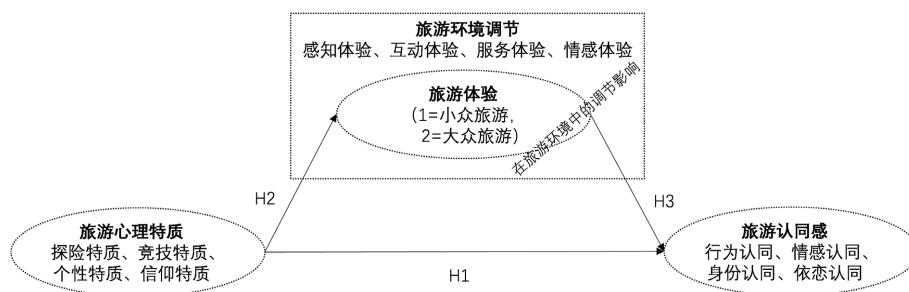 旅游环境调节
感知体验、互动体验、服务体验、情感体验
旅游体验
(1=小众旅游,
2=大众旅游)
在旅游环境中的调节影响
H2
H3
旅游心理特质
探险特质、竞技特质、
个性特质、信仰特质
H1
旅游认同感
行为认同、情感认同、
身份认同、依恋认同